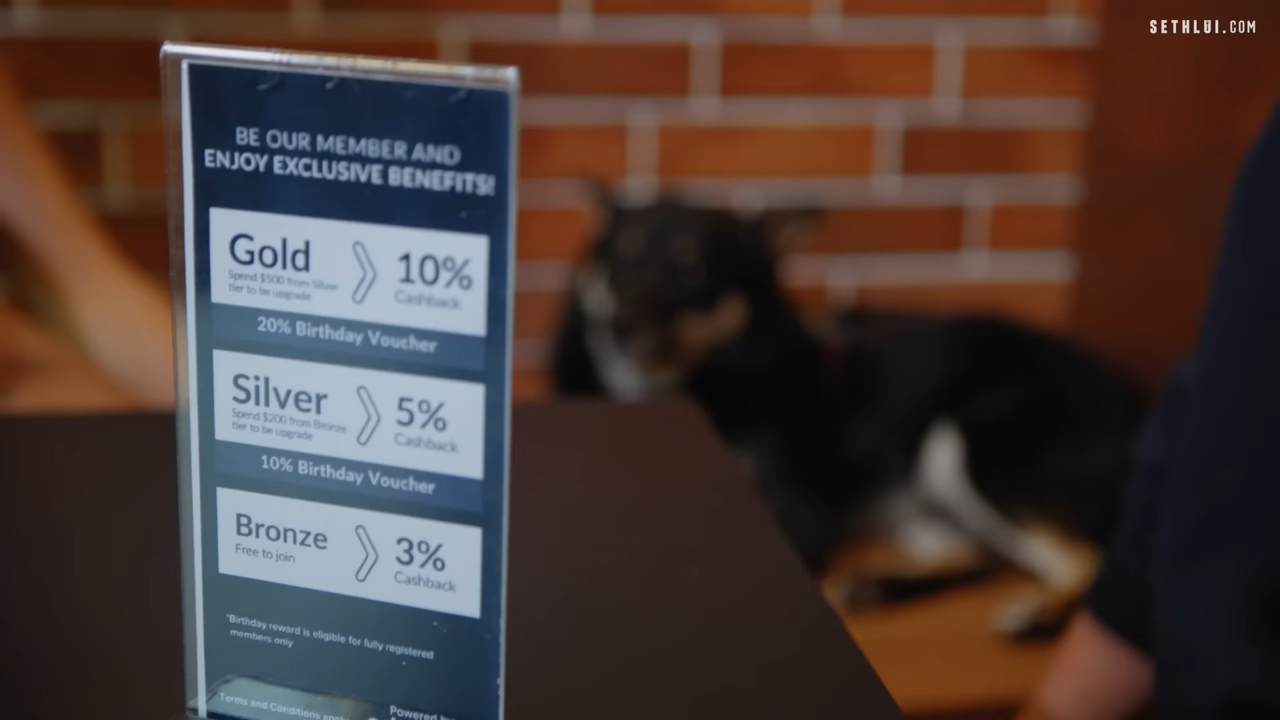 SETHLUI.COM
BE OUR MEMBER AND
ENJOY EXCLUSIVE BENEFITS!
Gold
Spend $500 from Silver
tier to be upgrade
10%
Cashback
20% Birthday Voucher
Silver
Spend $200 from Bronze
tier to be upgrade
5%
Cashback
10% Birthday Voucher
Bronze
Free to join
3%
Cashback
*Birthday reward is eligible for fully registered
members only
Terms and Conditions
Powered